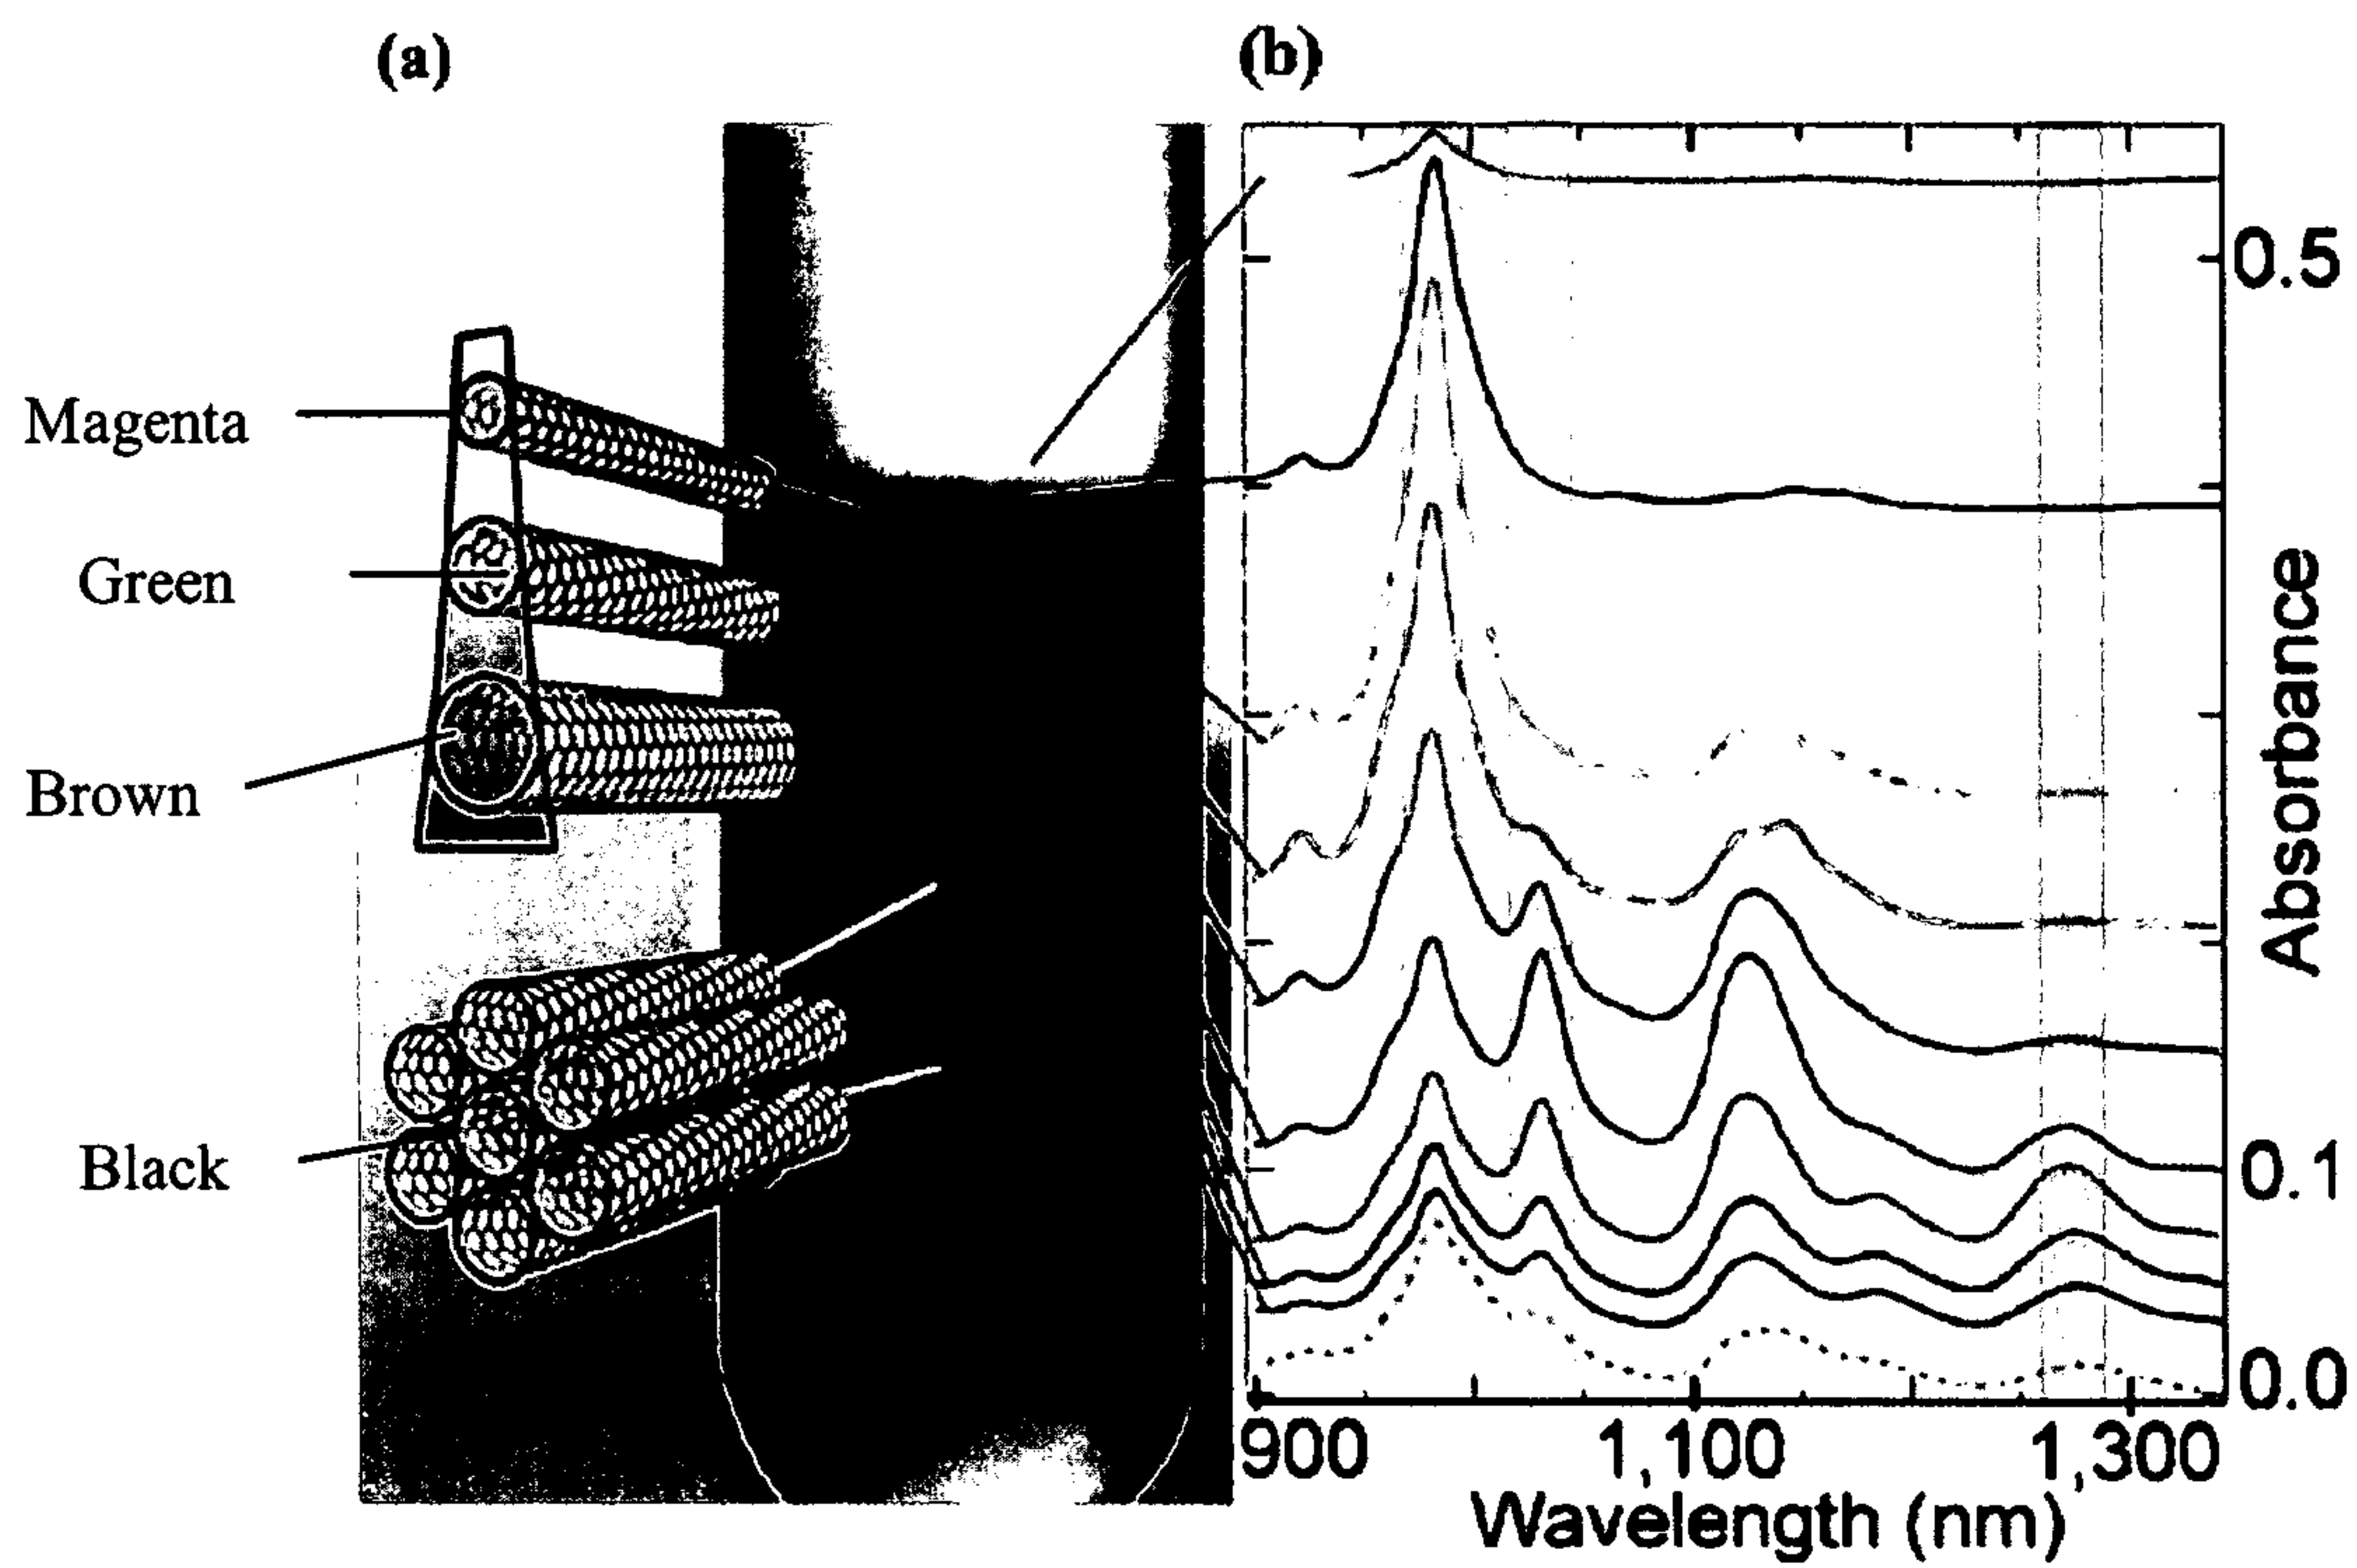 (a)
(b)
Magenta
Green
Brown
Black
0.5
0.1
0.0
Absorbance
900
1,100
1,300
Wavelength (nm)